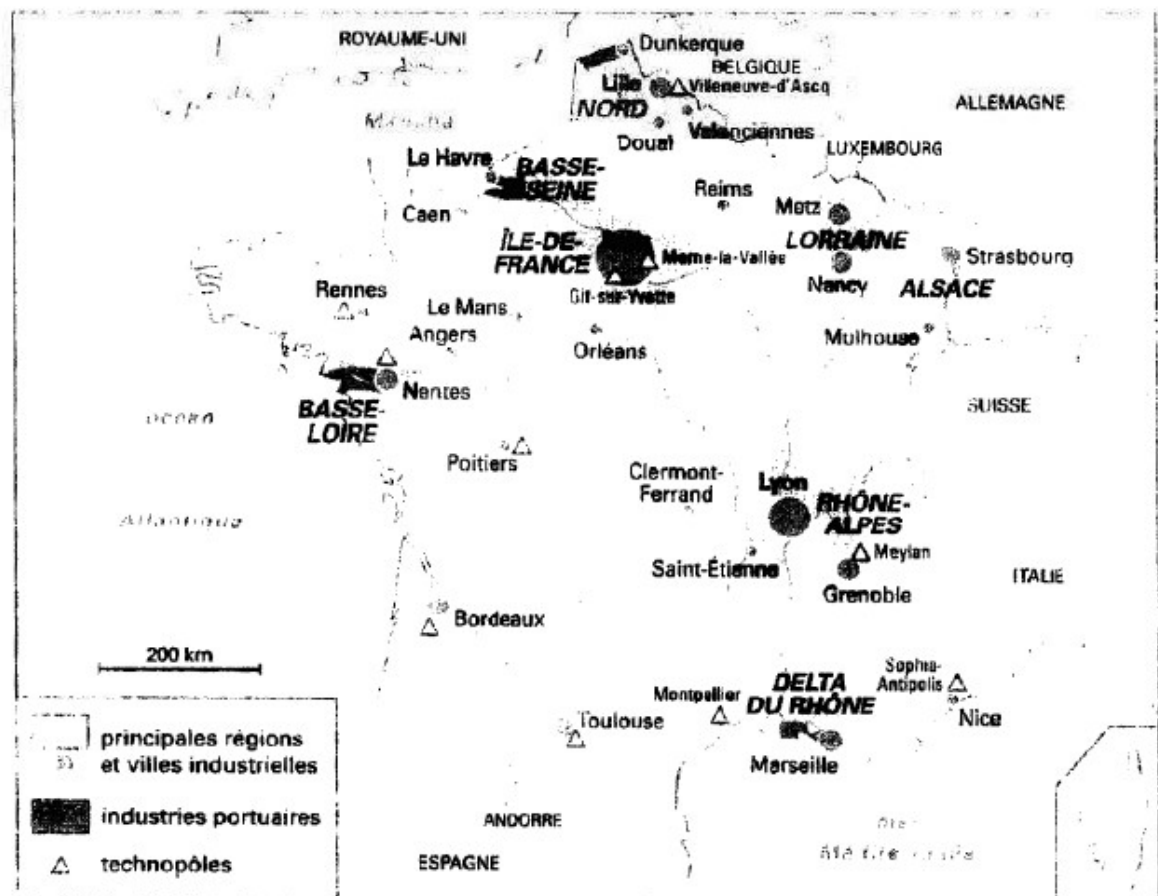 ROYAUME-UNI
Dunkerque
BELGIQUE
Lille
Villeneuve-d'Ascq
NORD
ALLEMAGNE
Manche
Douai
Valenciennes
LUXEMBOURG
Le Havre
BASSE-
SEINE
Reims
Metz
Caen
ÎLE-DE-
FRANCE
Marne-la-Vallée
LORRAINE
Strasbourg
Gif-sur-Yvette
Nancy
ALSACE
Rennes
Le Mans
Angers
Orléans
Mulhouse
Nantes
BASSE-
LOIRE
SUISSE
Océan
Poitiers
Clermont-
Ferrand
Lyon
RHÔNE-
ALPES
Atlantique
Meylan
Saint-Étienne
Grenoble
ITALIE
Bordeaux
200 km
Montpellier
DELTA
DU RHÔNE
Sophia-
Antipolis
Nice
Toulouse
Marseille
principales régions
et villes industrielles
industries portuaires
technopôles
ANDORRE
ESPAGNE